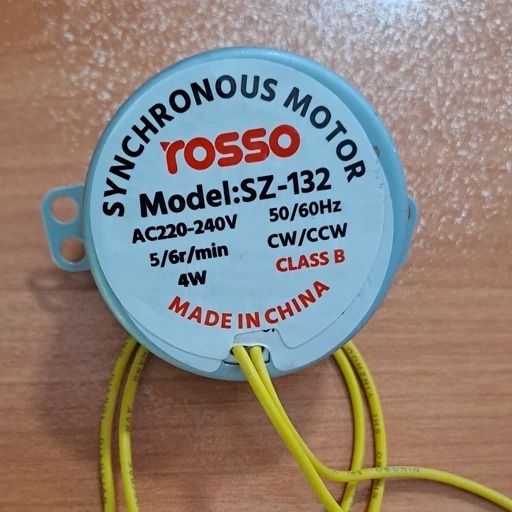 SYNCHRONOUS MOTOR
rosso
Model:SZ-132
AC220-240V
50/60Hz
5/6r/min
CW/CCW
4W
CLASS B
MADE IN CHINA